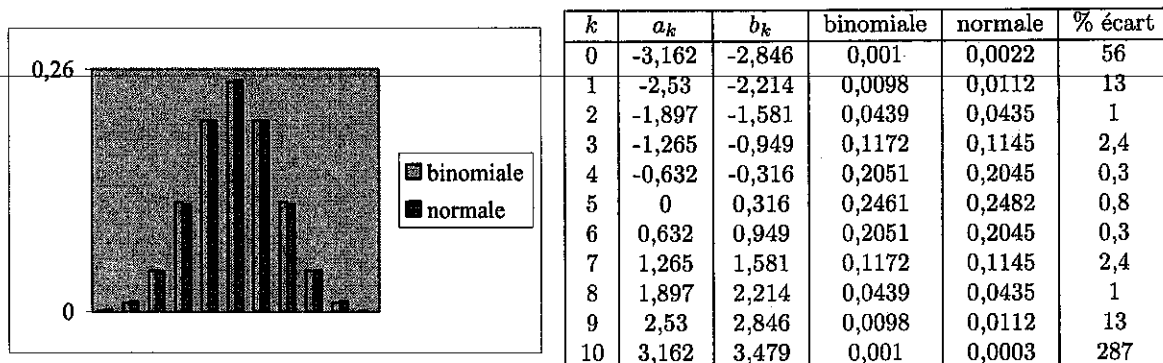 0,26
0
binomiale
normale
k a_k b_k binomiale normale % écart
0 -3,162 -2,846 0,001 0,0022 56
1 -2,53 -2,214 0,0098 0,0112 13
2 -1,897 -1,581 0,0439 0,0435 1
3 -1,265 -0,949 0,1172 0,1145 2,4
4 -0,632 -0,316 0,2051 0,2045 0,3
5 0 0,316 0,2461 0,2482 0,8
6 0,632 0,949 0,2051 0,2045 0,3
7 1,265 1,581 0,1172 0,1145 2,4
8 1,897 2,214 0,0439 0,0435 1
9 2,53 2,846 0,0098 0,0112 13
10 3,162 3,479 0,001 0,0003 287